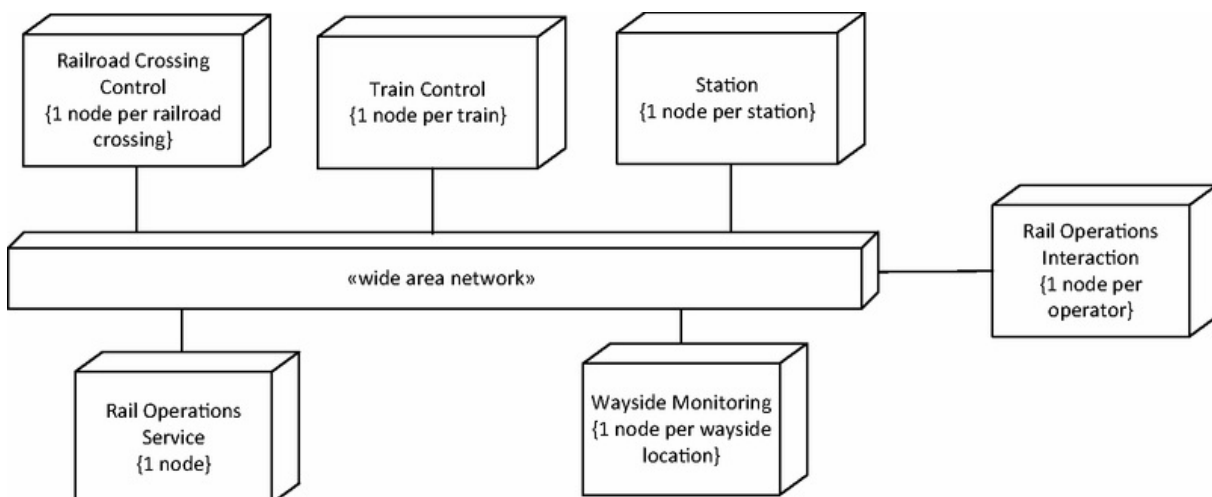 Railroad Crossing
Control
{1 node per railroad
crossing}
Train Control
{1 node per train}
Station
{1 node per station}
Rail Operations
Interaction
{1 node per
operator}
«wide area network»
Rail Operations
Service
{1 node}
Wayside Monitoring
{1 node per wayside
location}